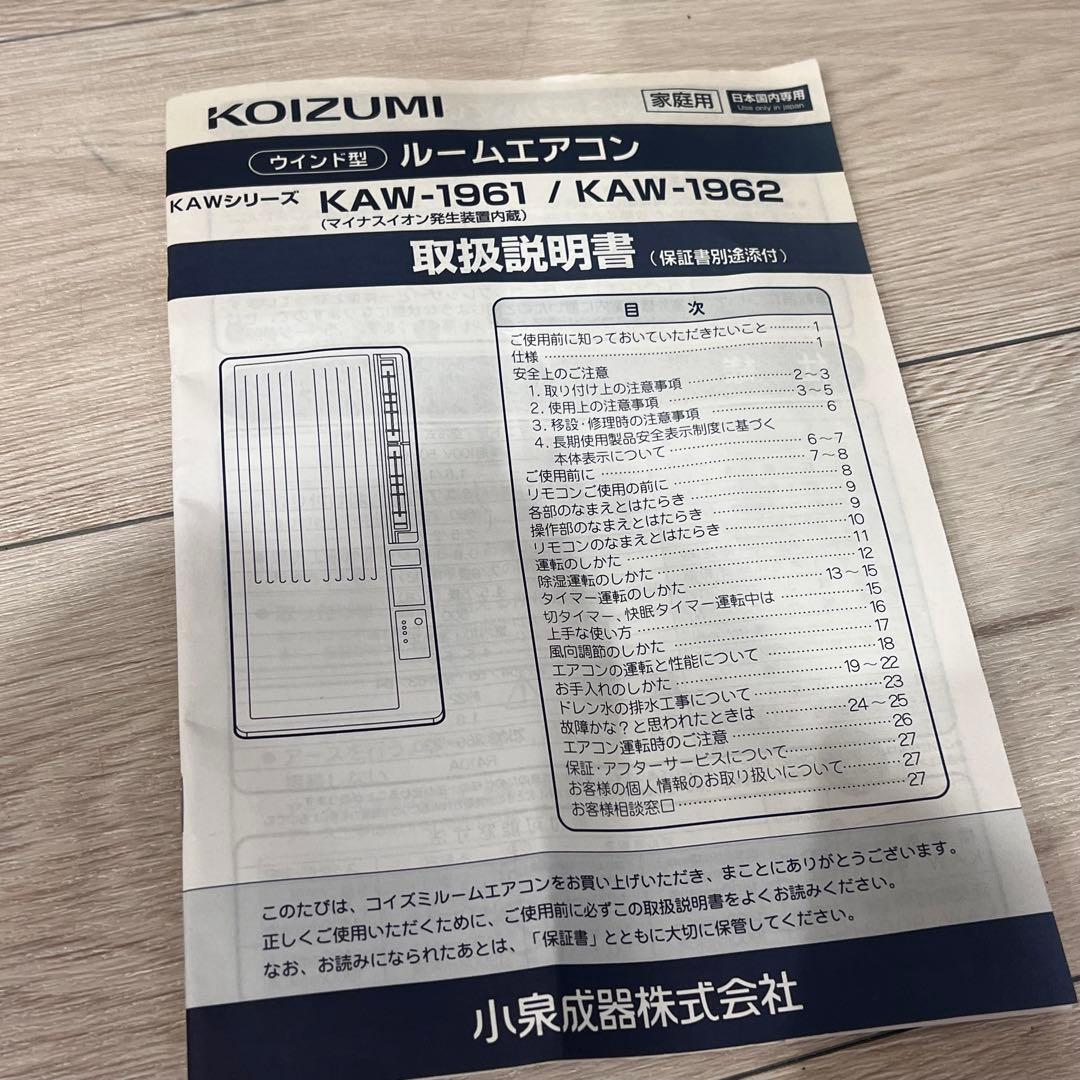 KOIZUMI
家庭用
日本国内専用
Use only in japan
ウインド型 ルームエアコン
KAWシリーズ KAW-1961 / KAW-1962
(マイナスイオン発生装置内蔵)
取扱説明書(保証書別途添付)
目 次
ご使用前に知っておいていただきたいこと………1
仕様………1
安全上のご注意
1. 取り付け上の注意事項………2〜3
2. 使用上の注意事項………3〜5
3. 移設・修理時の注意事項………6
4. 長期使用製品安全表示制度に基づく
本体表示について………6〜7
ご使用前に………7〜8
リモコンご使用の前に………8
各部のなまえとはたらき………9
操作部のなまえとはたらき………9
リモコンのなまえとはたらき………10
運転のしかた………11
除湿運転のしかた………12
タイマー運転のしかた………13〜15
切タイマー、快眠タイマー運転中は………15
上手な使い方………16
風向調節のしかた………17
エアコンの運転と性能について………18
お手入れのしかた………19〜22
ドレン水の排水工事について………23
故障かな?と思われたときは………24〜25
エアコン運転時のご注意………26
保証・アフターサービスについて………27
お客様の個人情報のお取り扱いについて………27
お客様相談窓口………27
このたびは、コイズミルームエアコンをお買い上げいただき、まことにありがとうございます。
正しくご使用いただくために、ご使用前に必ずこの取扱説明書をよくお読みください。
なお、お読みになられたあとは、「保証書」とともに大切に保管してください。
小泉成器株式会社